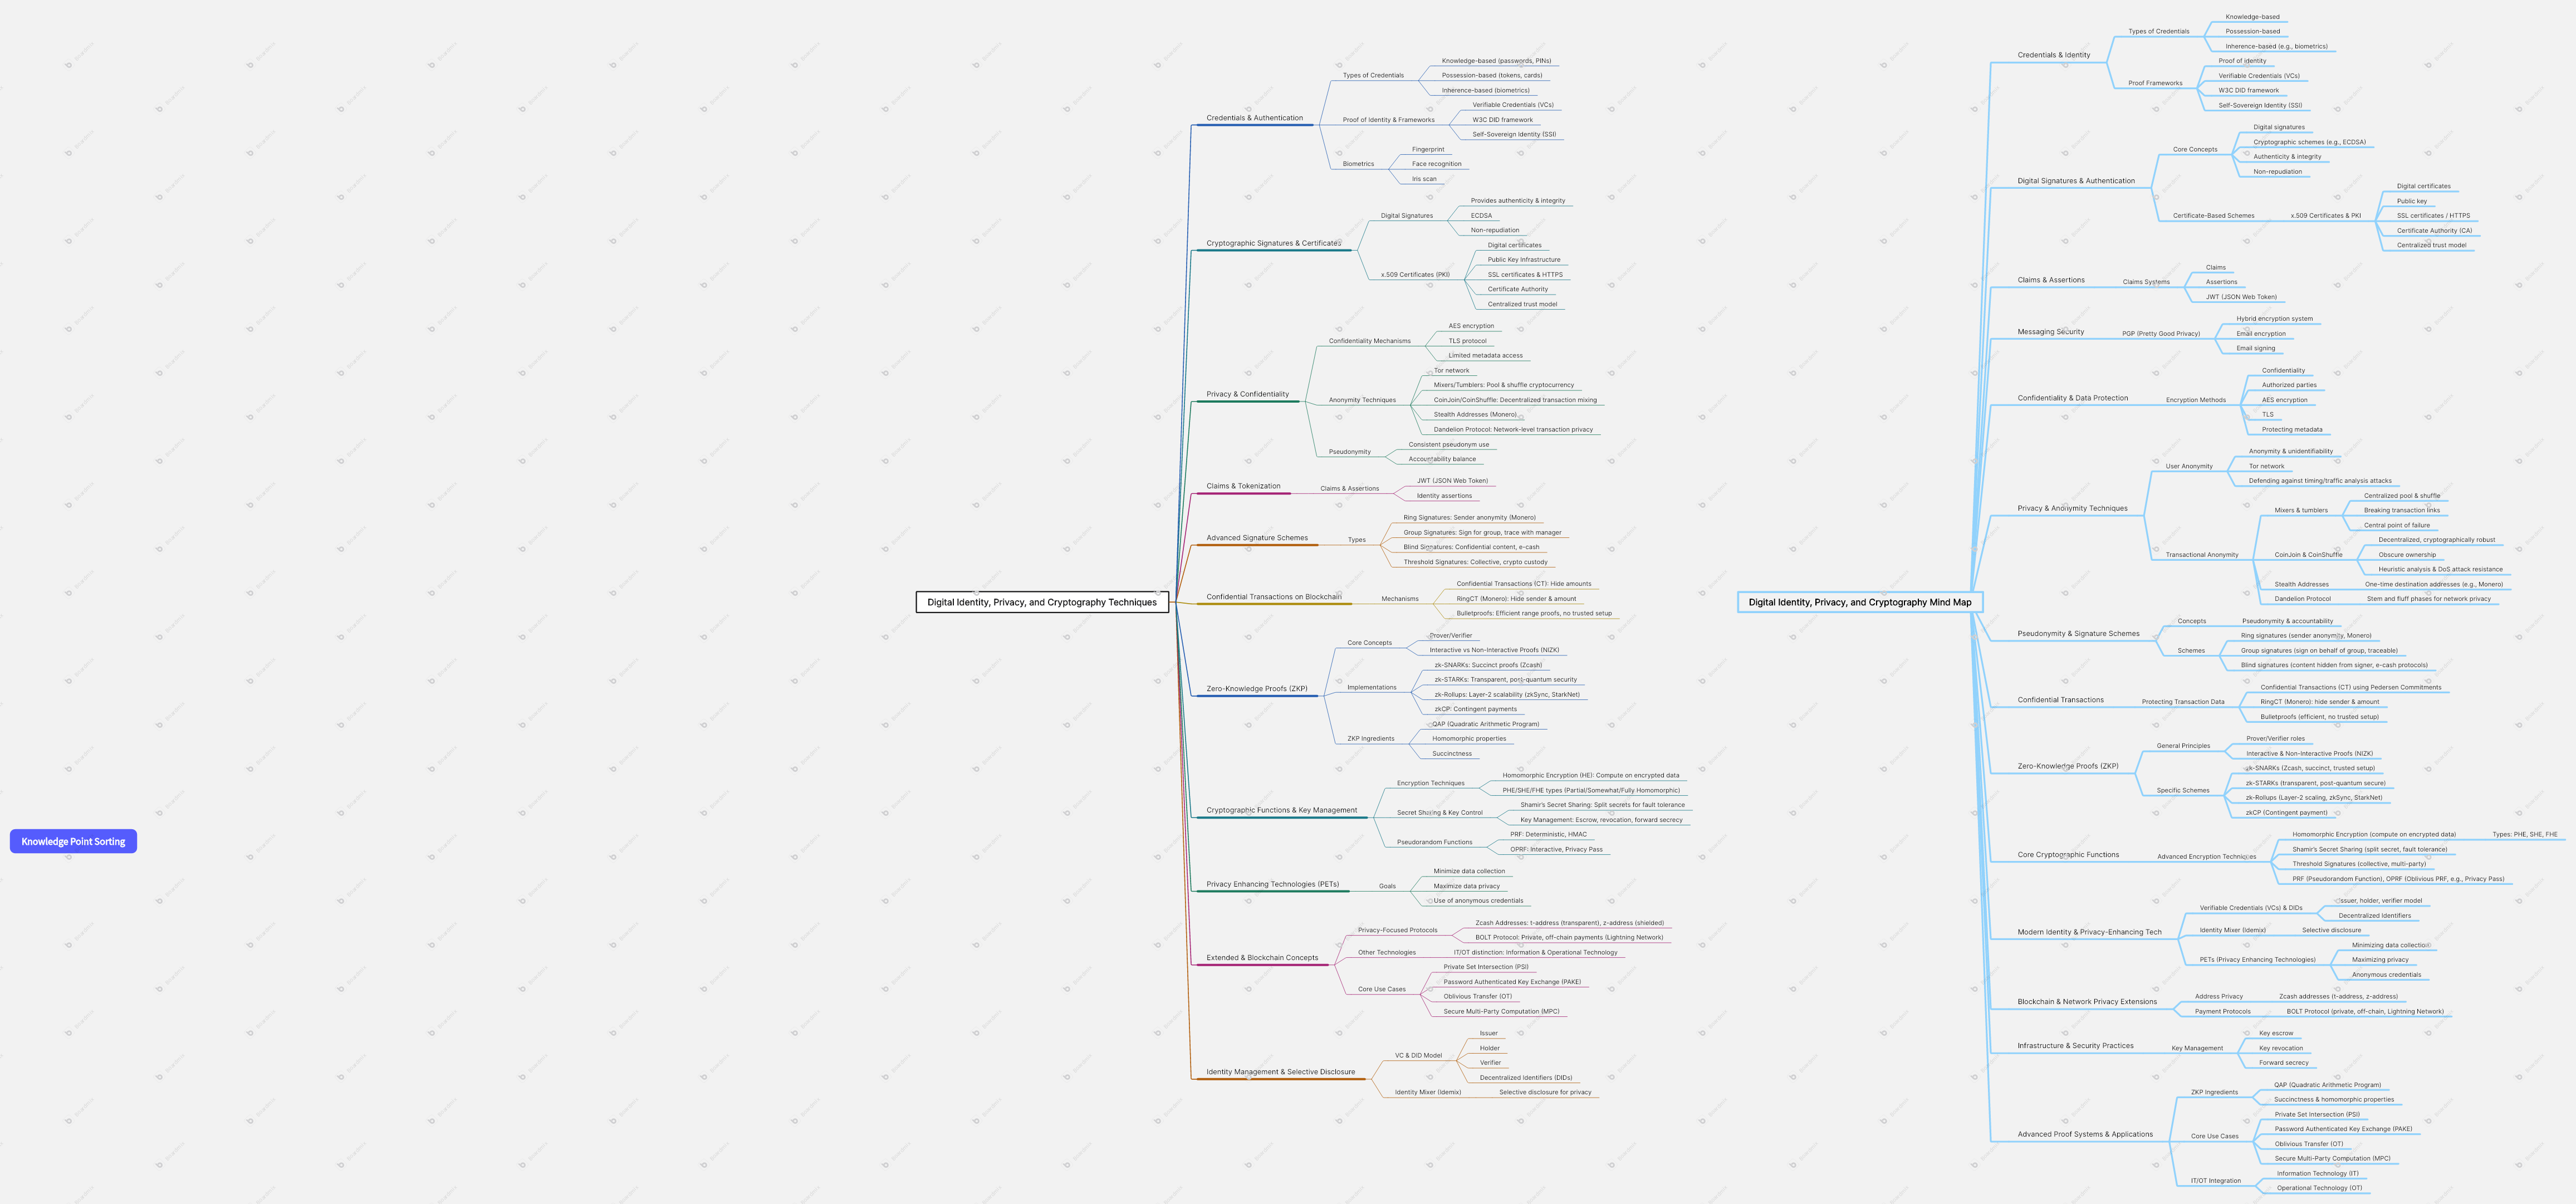 Knowledge Point Sorting
Digital Identity, Privacy, and Cryptography Techniques
Credentials & Authentication
Types of Credentials
Knowledge-based (passwords, PINs)
Possession-based (tokens, cards)
Inherence-based (biometrics)
Proof of Identity & Frameworks
Verifiable Credentials (VCs)
W3C DID framework
Self-Sovereign Identity (SSI)
Biometrics
Fingerprint
Face recognition
Iris scan
Cryptographic Signatures & Certificates
Digital Signatures
Provides authenticity & integrity
ECDSA
Non-repudiation
x.509 Certificates (PKI)
Digital certificates
Public Key Infrastructure
SSL certificates & HTTPS
Certificate Authority
Centralized trust model
Privacy & Confidentiality
Confidentiality Mechanisms
AES encryption
TLS protocol
Limited metadata access
Anonymity Techniques
Tor network
Mixers/Tumblers: Pool & shuffle cryptocurrency
CoinJoin/CoinShuffle: Decentralized transaction mixing
Stealth Addresses (Monero)
Dandelion Protocol: Network-level transaction privacy
Pseudonymity
Consistent pseudonym use
Accountability balance
Claims & Tokenization
Claims & Assertions
JWT (JSON Web Token)
Identity assertions
Advanced Signature Schemes
Types
Ring Signatures: Sender anonymity (Monero)
Group Signatures: Sign for group, trace with manager
Blind Signatures: Confidential content, e-cash
Threshold Signatures: Collective, crypto custody
Confidential Transactions on Blockchain
Mechanisms
Confidential Transactions (CT): Hide amounts
RingCT (Monero): Hide sender & amount
Bulletproofs: Efficient range proofs, no trusted setup
Zero-Knowledge Proofs (ZKP)
Core Concepts
Prover/Verifier
Interactive vs Non-Interactive Proofs (NIZK)
Implementations
zk-SNARKs: Succinct proofs (Zcash)
zk-STARKs: Transparent, post-quantum security
zk-Rollups: Layer-2 scalability (zkSync, StarkNet)
zkCP: Contingent payments
ZKP Ingredients
QAP (Quadratic Arithmetic Program)
Homomorphic properties
Succinctness
Cryptographic Functions & Key Management
Encryption Techniques
Homomorphic Encryption (HE): Compute on encrypted data
PHE/SHE/FHE types (Partial/Somewhat/Fully Homomorphic)
Secret Sharing & Key Control
Shamir's Secret Sharing: Split secrets for fault tolerance
Key Management: Escrow, revocation, forward secrecy
Pseudorandom Functions
PRF: Deterministic, HMAC
OPRF: Interactive, Privacy Pass
Privacy Enhancing Technologies (PETs)
Goals
Minimize data collection
Maximize data privacy
Use of anonymous credentials
Extended & Blockchain Concepts
Privacy-Focused Protocols
Zcash Addresses: t-address (transparent), z-address (shielded)
BOLT Protocol: Private, off-chain payments (Lightning Network)
Other Technologies
IT/OT distinction: Information & Operational Technology
Core Use Cases
Private Set Intersection (PSI)
Password Authenticated Key Exchange (PAKE)
Oblivious Transfer (OT)
Secure Multi-Party Computation (MPC)
Identity Management & Selective Disclosure
VC & DID Model
Issuer
Holder
Verifier
Decentralized Identifiers (DIDs)
Identity Mixer (Idemix)
Selective disclosure for privacy
Digital Identity, Privacy, and Cryptography Mind Map
Credentials & Identity
Types of Credentials
Knowledge-based
Possession-based
Inherence-based (e.g., biometrics)
Proof Frameworks
Proof of identity
Verifiable Credentials (VCs)
W3C DID framework
Self-Sovereign Identity (SSI)
Digital Signatures & Authentication
Core Concepts
Digital signatures
Cryptographic schemes (e.g., ECDSA)
Authenticity & integrity
Non-repudiation
Certificate-Based Schemes
x.509 Certificates & PKI
Digital certificates
Public key
SSL certificates / HTTPS
Certificate Authority (CA)
Centralized trust model
Claims & Assertions
Claims Systems
Claims
Assertions
JWT (JSON Web Token)
Messaging Security
PGP (Pretty Good Privacy)
Hybrid encryption system
Email encryption
Email signing
Confidentiality & Data Protection
Encryption Methods
Confidentiality
Authorized parties
AES encryption
TLS
Protecting metadata
Privacy & Anonymity Techniques
User Anonymity
Anonymity & unidentifiability
Tor network
Defending against timing/traffic analysis attacks
Transactional Anonymity
Mixers & tumblers
Centralized pool & shuffle
Breaking transaction links
Central point of failure
CoinJoin & CoinShuffle
Decentralized, cryptographically robust
Obscure ownership
Heuristic analysis & DoS attack resistance
Stealth Addresses
One-time destination addresses (e.g., Monero)
Dandelion Protocol
Stem and fluff phases for network privacy
Pseudonymity & Signature Schemes
Concepts
Pseudonymity & accountability
Schemes
Ring signatures (sender anonymity, Monero)
Group signatures (sign on behalf of group, traceable)
Blind signatures (content hidden from signer, e-cash protocols)
Confidential Transactions
Protecting Transaction Data
Confidential Transactions (CT) using Pedersen Commitments
RingCT (Monero): hide sender & amount
Bulletproofs (efficient, no trusted setup)
Zero-Knowledge Proofs (ZKP)
General Principles
Prover/Verifier roles
Interactive & Non-Interactive Proofs (NIZK)
Specific Schemes
zk-SNARKs (Zcash, succinct, trusted setup)
zk-STARKs (transparent, post-quantum secure)
zk-Rollups (Layer-2 scaling, zkSync, StarkNet)
zkCP (Contingent payment)
Core Cryptographic Functions
Advanced Encryption Techniques
Homomorphic Encryption (compute on encrypted data)
Types: PHE, SHE, FHE
Shamir's Secret Sharing (split secret, fault tolerance)
Threshold Signatures (collective, multi-party)
PRF (Pseudorandom Function), OPRF (Oblivious PRF, e.g., Privacy Pass)
Modern Identity & Privacy-Enhancing Tech
Verifiable Credentials (VCs) & DIDs
Issuer, holder, verifier model
Decentralized Identifiers
Identity Mixer (Idemix)
Selective disclosure
PETs (Privacy Enhancing Technologies)
Minimizing data collection
Maximizing privacy
Anonymous credentials
Blockchain & Network Privacy Extensions
Address Privacy
Zcash addresses (t-address, z-address)
Payment Protocols
BOLT Protocol (private, off-chain, Lightning Network)
Infrastructure & Security Practices
Key Management
Key escrow
Key revocation
Forward secrecy
Advanced Proof Systems & Applications
ZKP Ingredients
QAP (Quadratic Arithmetic Program)
Succinctness & homomorphic properties
Core Use Cases
Private Set Intersection (PSI)
Password Authenticated Key Exchange (PAKE)
Oblivious Transfer (OT)
Secure Multi-Party Computation (MPC)
IT/OT Integration
Information Technology (IT)
Operational Technology (OT)